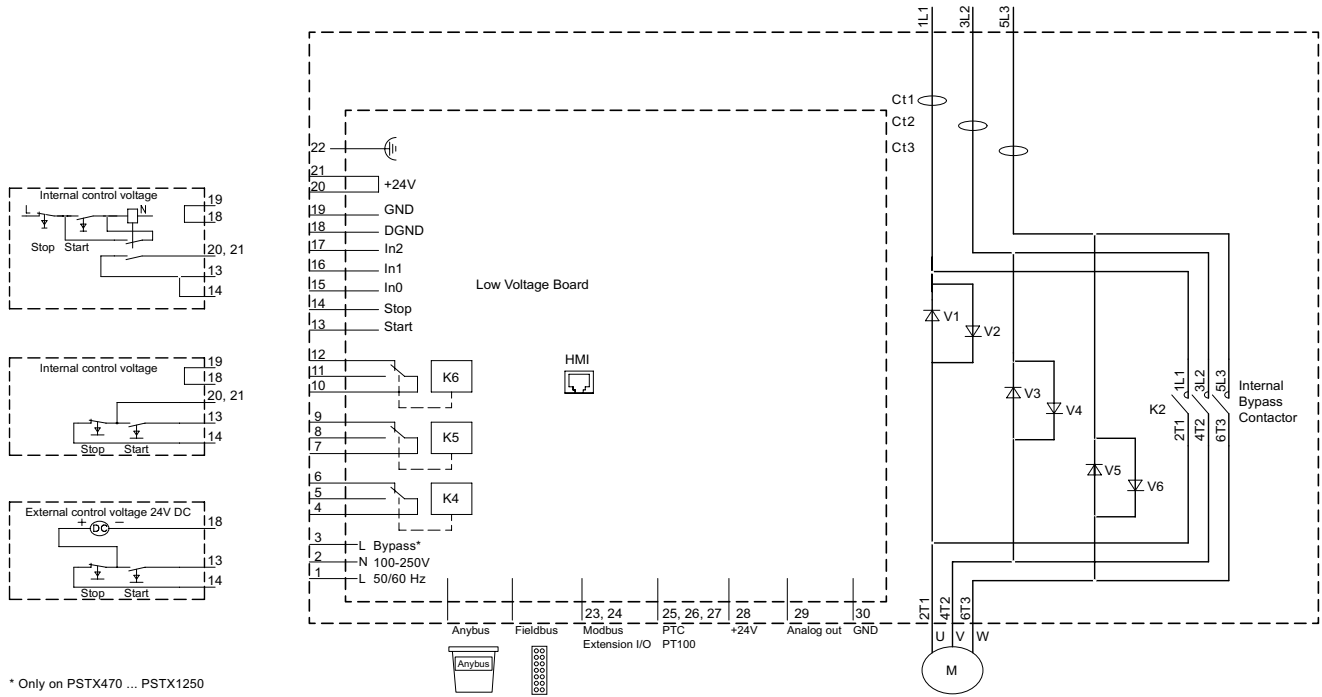 1L1
3L2
5L3
Ct1
Ct2
Ct3
22
21
20
+24V
19
GND
18
DGND
17
In2
16
In1
15
In0
14
Stop
13
Start
Low Voltage Board
HMI
12
11
10
K6
9
8
7
K5
6
5
4
K4
3
L Bypass*
2
N 100-250V
1
L 50/60 Hz
Internal control voltage
L
N
Stop Start
19
18
20, 21
13
14
Internal control voltage
19
18
20, 21
13
14
Stop Start
External control voltage 24V DC
+
DC
–
18
13
14
Stop Start
V1
V2
V3
V4
V5
V6
K2
1L1
3L2
5L3
2T1
4T2
6T3
Internal
Bypass
Contactor
23, 24
25, 26, 27
28
29
30
Anybus
Fieldbus
Modbus
Extension I/O
PTC
PT100
+24V
Analog out
GND
Anybus
2T1
4T2
6T3
U
V
W
M
* Only on PSTX470 ... PSTX1250